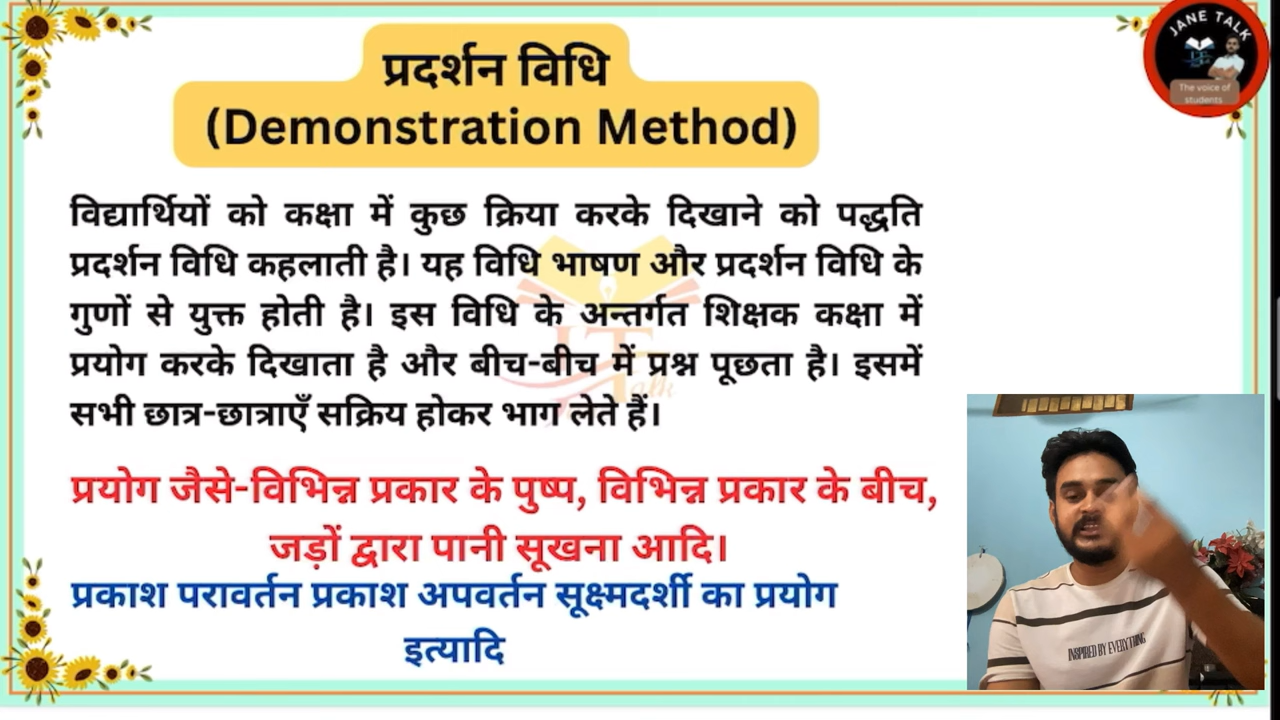 प्रदर्शन विधि
(Demonstration Method)
JANE TALK
The voice of
students
विद्यार्थियों को कक्षा में कुछ क्रिया करके दिखाने को पद्धति
प्रदर्शन विधि कहलाती है। यह विधि भाषण और प्रदर्शन विधि के
गुणों से युक्त होती है। इस विधि के अन्तर्गत शिक्षक कक्षा में
प्रयोग करके दिखाता है और बीच-बीच में प्रश्न पूछता है। इसमें
सभी छात्र-छात्राएँ सक्रिय होकर भाग लेते हैं।
प्रयोग जैसे-विभिन्न प्रकार के पुष्प, विभिन्न प्रकार के बीच,
जड़ों द्वारा पानी सूखना आदि।
प्रकाश परावर्तन प्रकाश अपवर्तन सूक्ष्मदर्शी का प्रयोग
इत्यादि
INSPIRED BY EVERYTHING